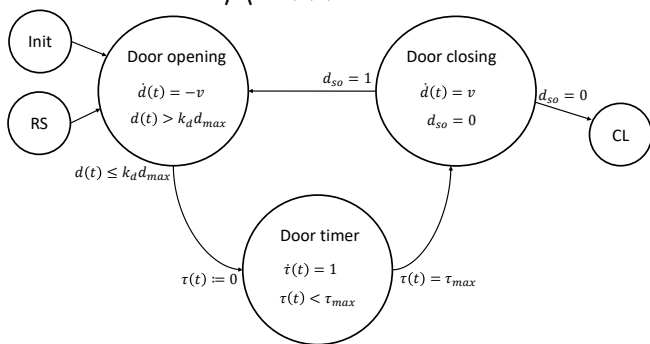 Init
RS
Door opening
ḋ(t) = −v
d(t) > k_d d_max
d_so = 1
Door closing
ḋ(t) = v
d_so = 0
d_so = 0
CL
d(t) ≤ k_d d_max
τ(t) ≔ 0
Door timer
τ̇(t) = 1
τ(t) < τ_max
τ(t) = τ_max